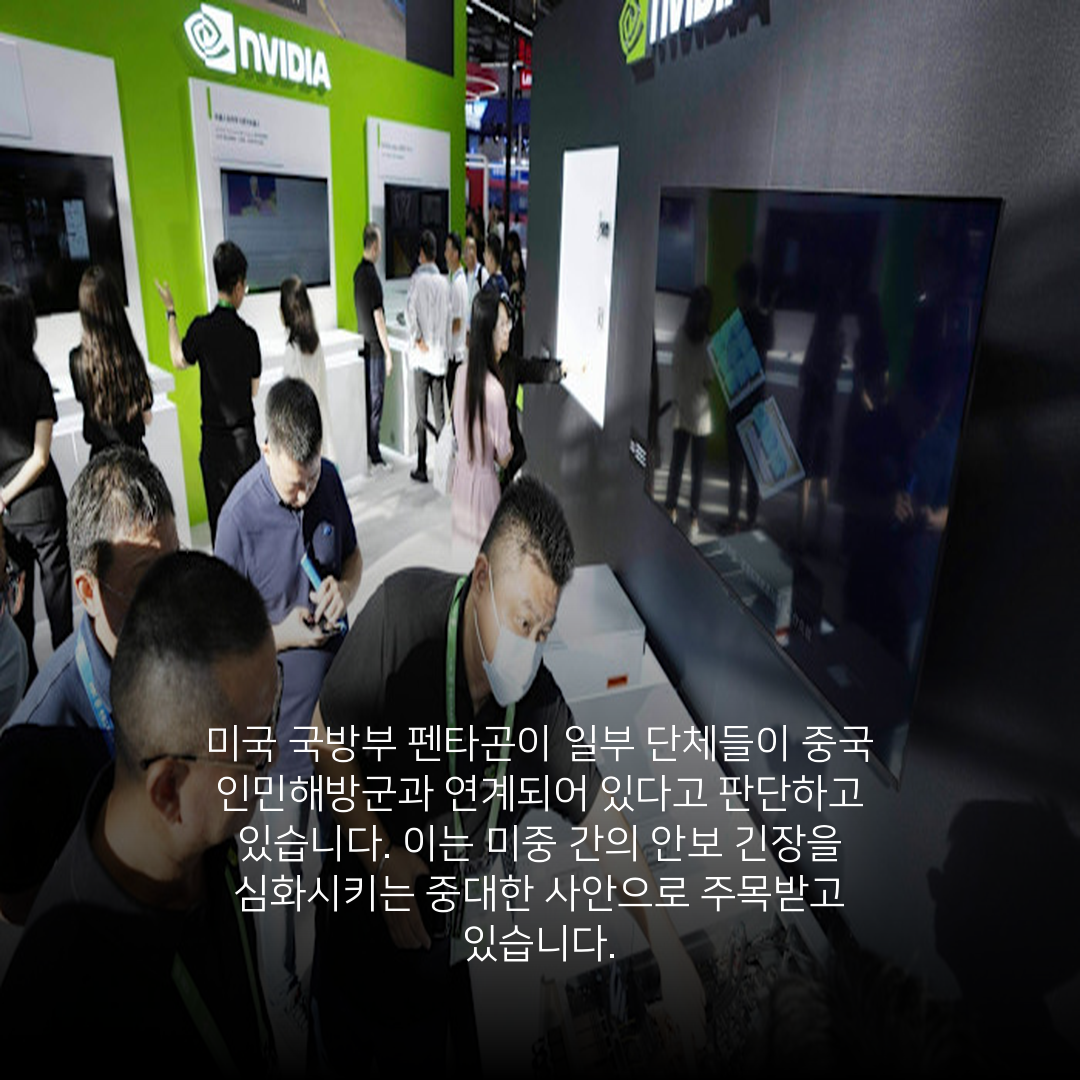 NVIDIA
NVIDIA
미국 국방부 펜타곤이 일부 단체들이 중국
인민해방군과 연계되어 있다고 판단하고
있습니다. 이는 미중 간의 안보 긴장을
심화시키는 중대한 사안으로 주목받고
있습니다.